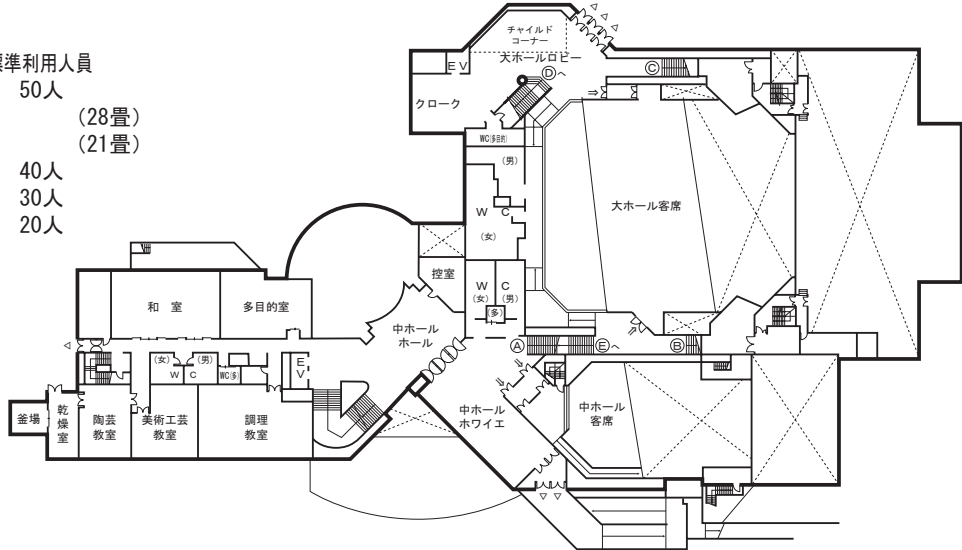 標準利用人員
50人
(28畳)
(21畳)
40人
30人
20人
チャイルド
コーナー
大ホールロビー
EV
クローク
Ⓓへ
Ⓒ
WC(多目的)
(男)
W C
(女)
大ホール客席
控室
W C
(女) (男)
(多)
和 室
多目的室
中ホール
ホール
Ⓐ
Ⓔへ
Ⓑ
(女) (男)
W C
WC(多)
EV
釜場
乾燥室
陶芸
教室
美術工芸
教室
調理
教室
中ホール
ホワイエ
中ホール
客席